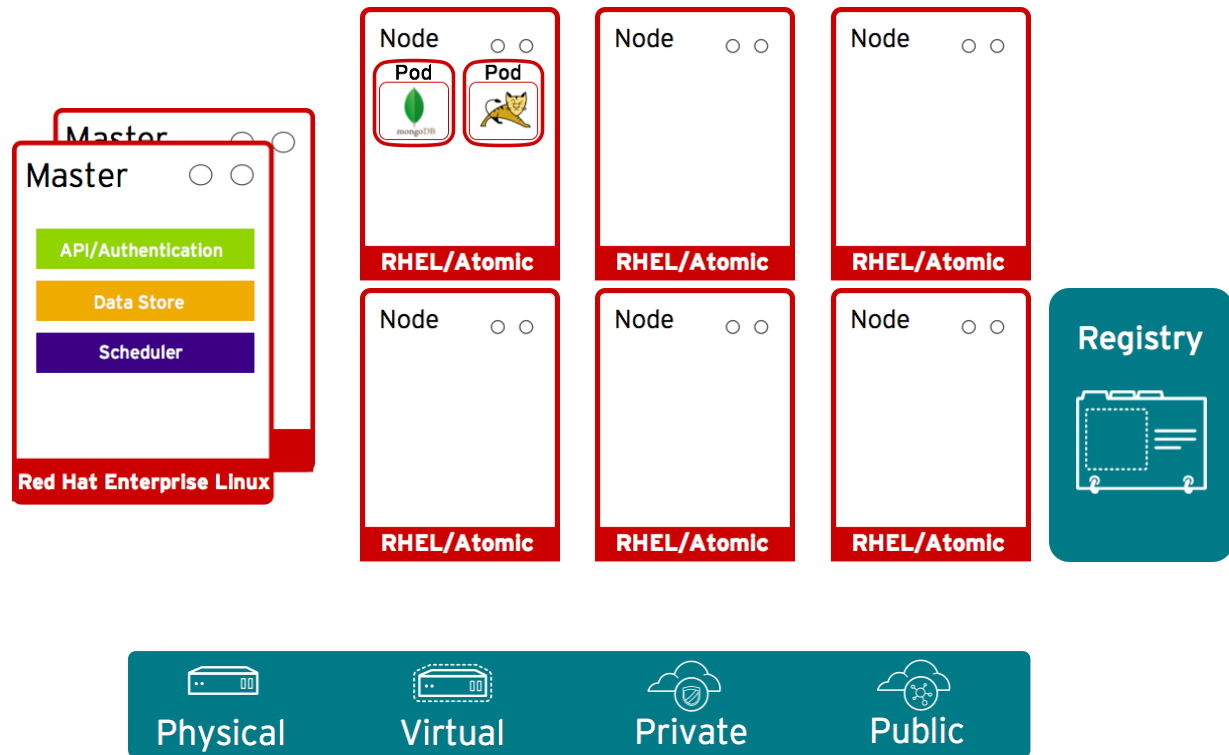 Master
Master
API/Authentication
Data Store
Scheduler
Red Hat Enterprise Linux
Node
Pod
mongoDB
Pod
RHEL/Atomic
Node
RHEL/Atomic
Node
RHEL/Atomic
Node
RHEL/Atomic
Node
RHEL/Atomic
Node
RHEL/Atomic
Registry
Physical
Virtual
Private
Public